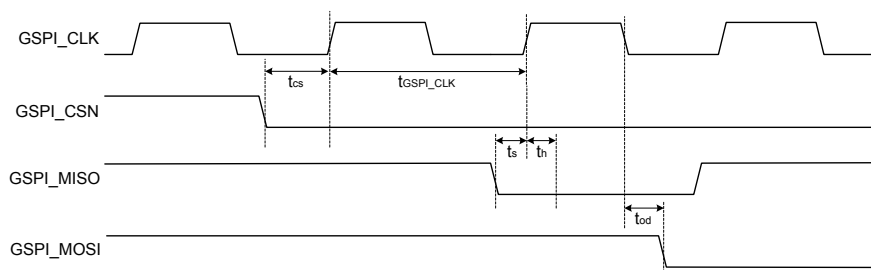 GSPI_CLK
tcs
tGSPI_CLK
GSPI_CSN
ts
th
GSPI_MISO
tod
GSPI_MOSI